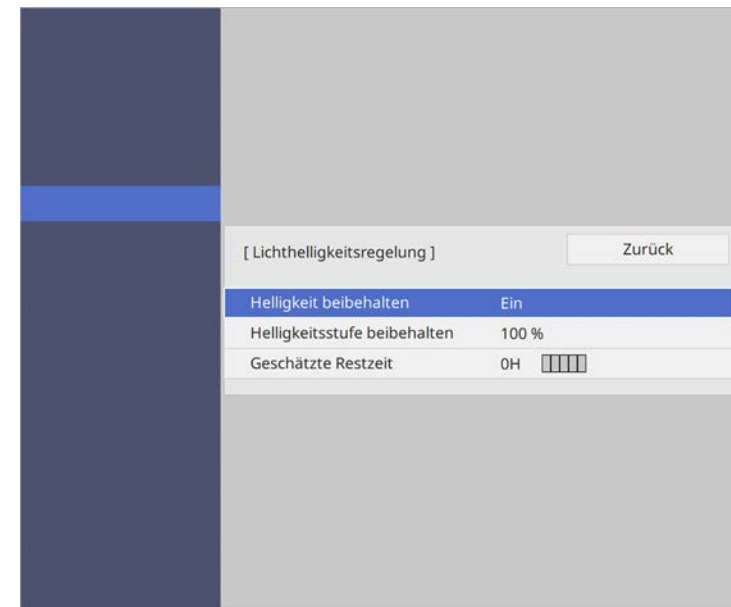 [ Lichthelligkeitsregelung ]
Zurück
Helligkeit beibehalten Ein
Helligkeitsstufe beibehalten 100 %
Geschätzte Restzeit 0H